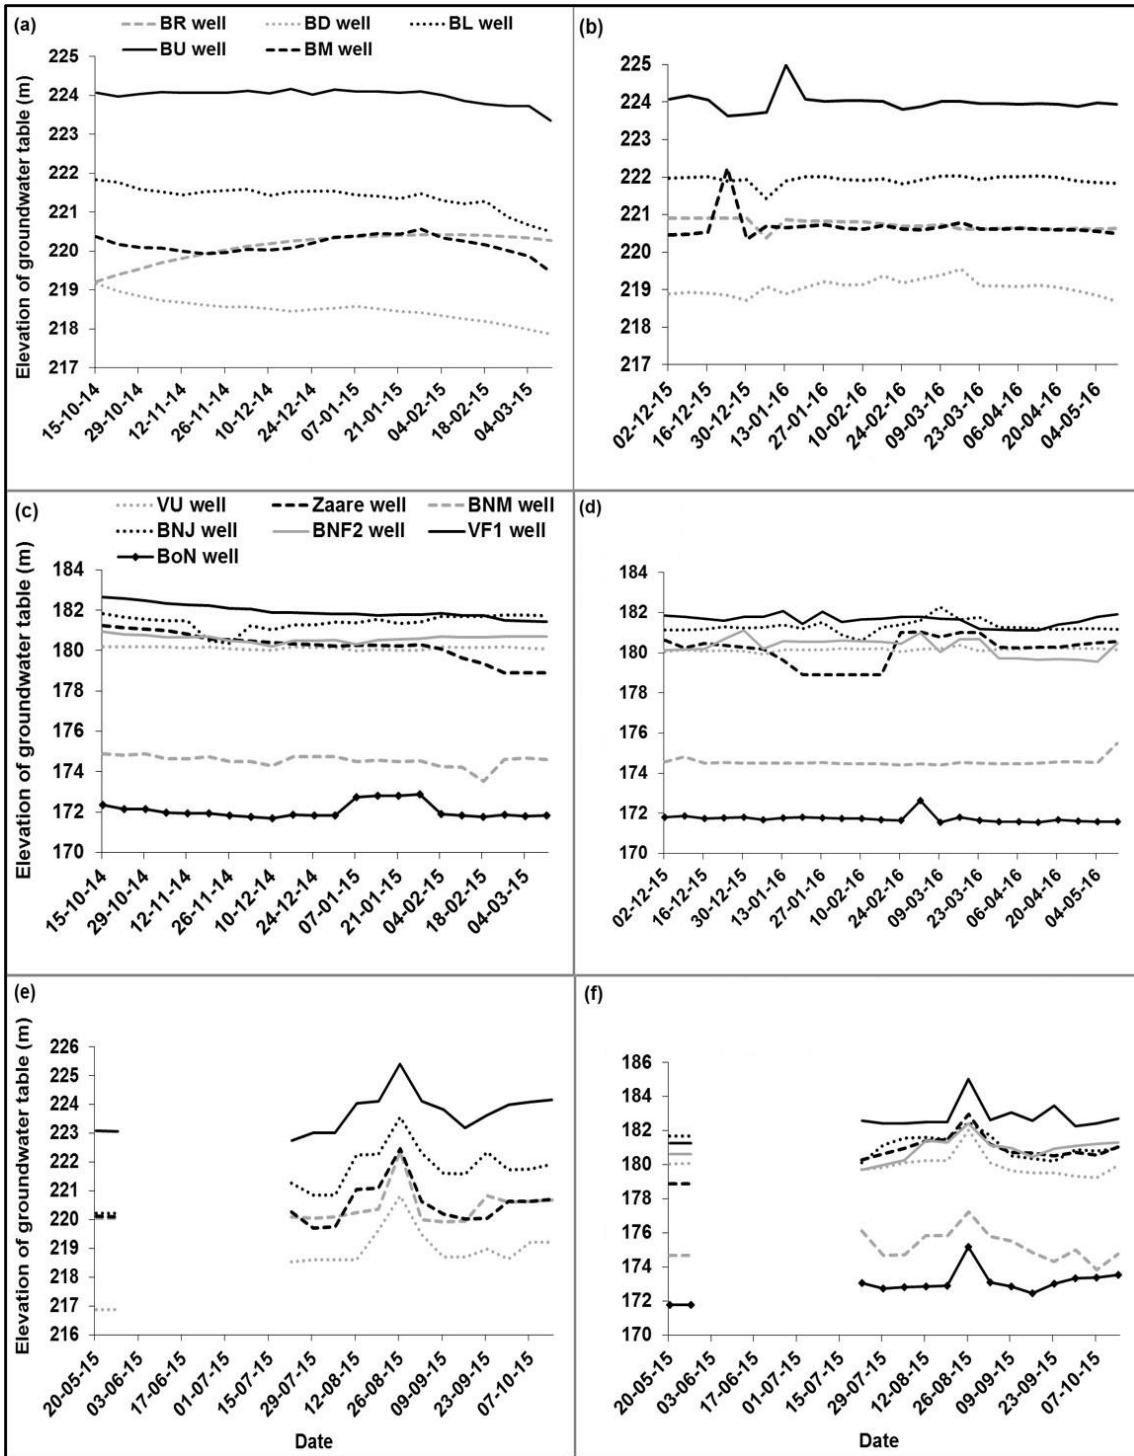 (a) BR well BD well BL well
BU well BM well
Elevation of groundwater table (m)
225
224
223
222
221
220
219
218
217
15-10-14 29-10-14 12-11-14 26-11-14 10-12-14 24-12-14 07-01-15 21-01-15 04-02-15 18-02-15 04-03-15
(b)
225
224
223
222
221
220
219
218
217
02-12-15 16-12-15 30-12-15 13-01-16 27-01-16 10-02-16 24-02-16 09-03-16 23-03-16 06-04-16 20-04-16 04-05-16
(c) VU well Zaare well BNM well
BNJ well BNF2 well VF1 well
BoN well
Elevation of groundwater table (m)
184
182
180
178
176
174
172
170
15-10-14 29-10-14 12-11-14 26-11-14 10-12-14 24-12-14 07-01-15 21-01-15 04-02-15 18-02-15 04-03-15
(d)
184
182
180
178
176
174
172
170
02-12-15 16-12-15 30-12-15 13-01-16 27-01-16 10-02-16 24-02-16 09-03-16 23-03-16 06-04-16 20-04-16 04-05-16
(e)
Elevation of groundwater table (m)
226
225
224
223
222
221
220
219
218
217
216
20-05-15 03-06-15 17-06-15 01-07-15 15-07-15 29-07-15 12-08-15 26-08-15 09-09-15 23-09-15 07-10-15
Date
(f)
186
184
182
180
178
176
174
172
170
20-05-15 03-06-15 17-06-15 01-07-15 15-07-15 29-07-15 12-08-15 26-08-15 09-09-15 23-09-15 07-10-15
Date